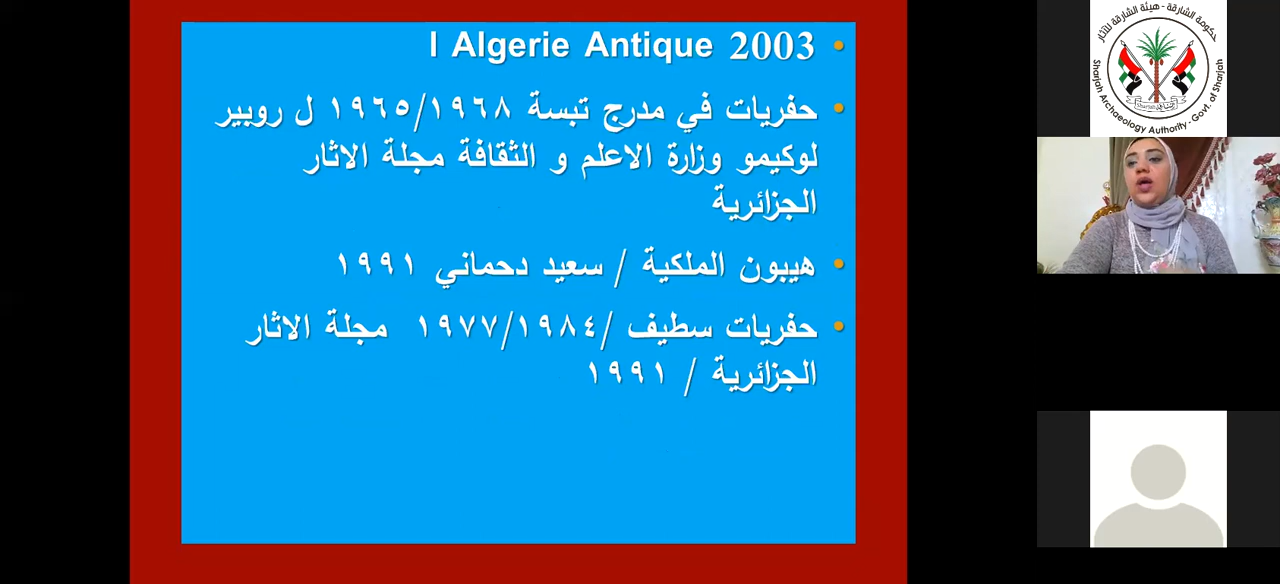 l Algerie Antique 2003
حفريات في مدرج تبسة ١٩٦٥/١٩٦٨ ل روبير
لوكيمو وزارة الاعلم و الثقافة مجلة الاثار
الجزائرية
هيبون الملكية / سعيد دحماني ١٩٩١
حفريات سطيف /١٩٧٧/١٩٨٤ مجلة الاثار
الجزائرية / ١٩٩١
حكومة الشارقة - هيئة الشارقة للآثار
Sharjah Archaeology Authority - Govt. of Sharjah